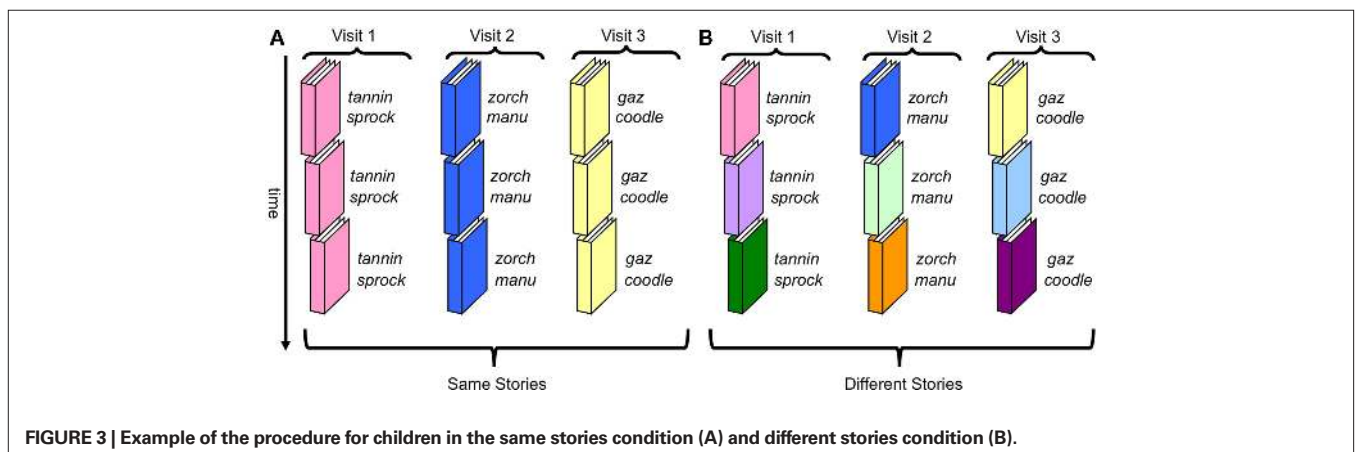 A Visit 1 Visit 2 Visit 3 B Visit 1 Visit 2 Visit 3
tannin zorch gaz tannin zorch gaz
sprock manu coodle sprock manu coodle
tannin zorch gaz tannin zorch gaz
sprock manu coodle sprock manu coodle
time
tannin zorch gaz tannin zorch gaz
sprock manu coodle sprock manu coodle
Same Stories Different Stories
FIGURE 3 | Example of the procedure for children in the same stories condition (A) and different stories condition (B).